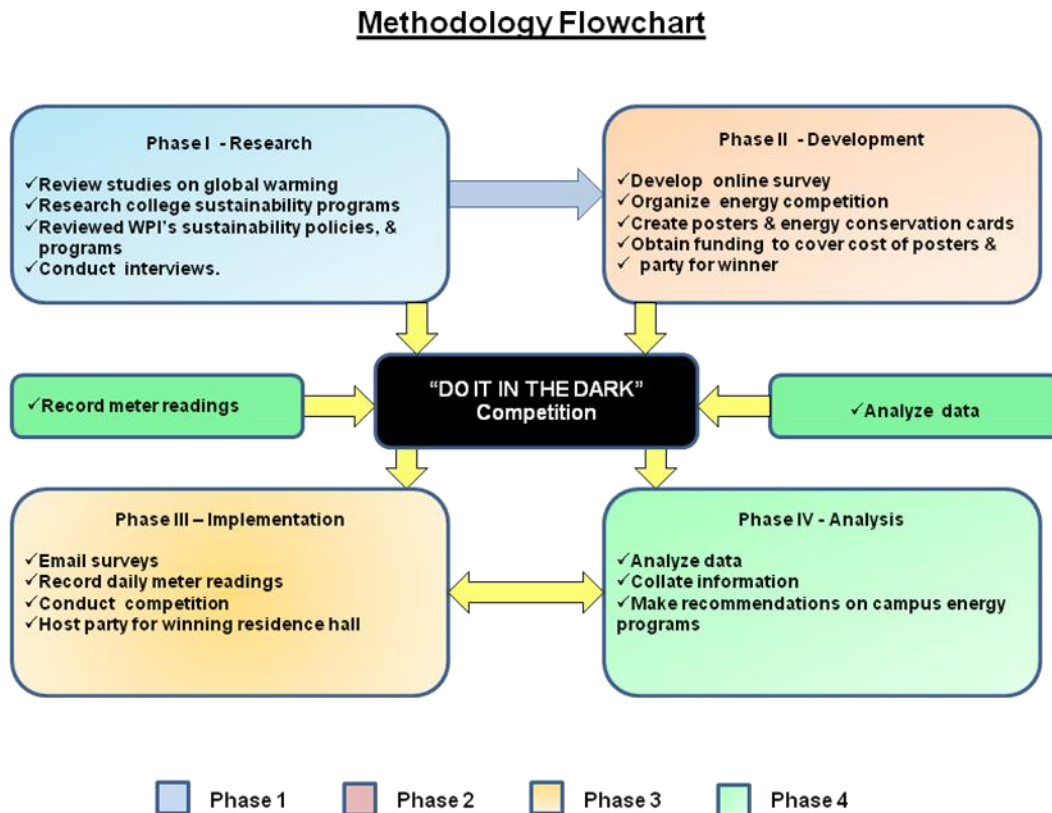 Methodology Flowchart
Phase I - Research
✓Review studies on global warming
✓Research college sustainability programs
✓Reviewed WPI's sustainability policies, &
programs
✓Conduct interviews.
Phase II - Development
✓Develop online survey
✓Organize energy competition
✓Create posters & energy conservation cards
✓Obtain funding to cover cost of posters &
✓ party for winner
✓Record meter readings
“DO IT IN THE DARK”
Competition
✓Analyze data
Phase III – Implementation
✓Email surveys
✓Record daily meter readings
✓Conduct competition
✓Host party for winning residence hall
Phase IV - Analysis
✓Analyze data
✓Collate information
✓Make recommendations on campus energy
programs
Phase 1
Phase 2
Phase 3
Phase 4